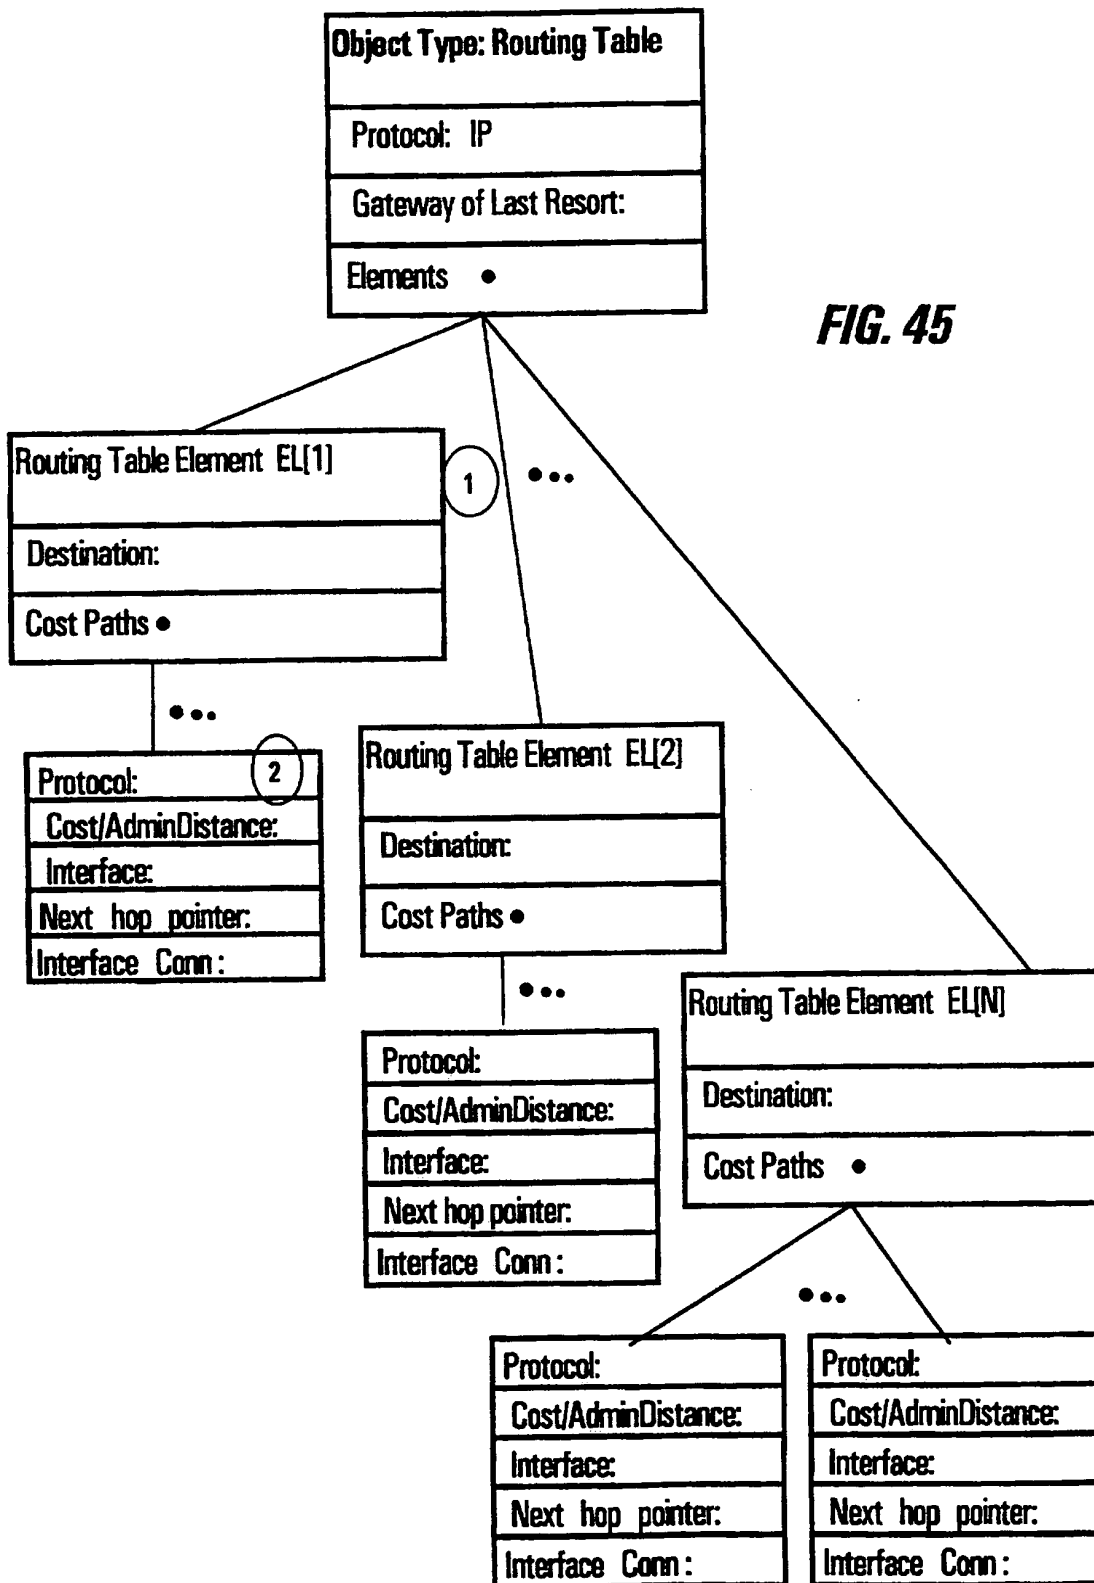 Object Type: Routing Table
Protocol: IP
Gateway of Last Resort:
Elements
FIG. 45
Routing Table Element EL[1]
1
Destination:
Cost Paths
Protocol:
2
Cost/AdminDistance:
Interface:
Next hop pointer:
Interface Conn :
Routing Table Element EL[2]
Destination:
Cost Paths
Protocol:
Cost/AdminDistance:
Interface:
Next hop pointer:
Interface Conn :
Routing Table Element EL[N]
Destination:
Cost Paths
Protocol:
Cost/AdminDistance:
Interface:
Next hop pointer:
Interface Conn :
Protocol:
Cost/AdminDistance:
Interface:
Next hop pointer:
Interface Conn :